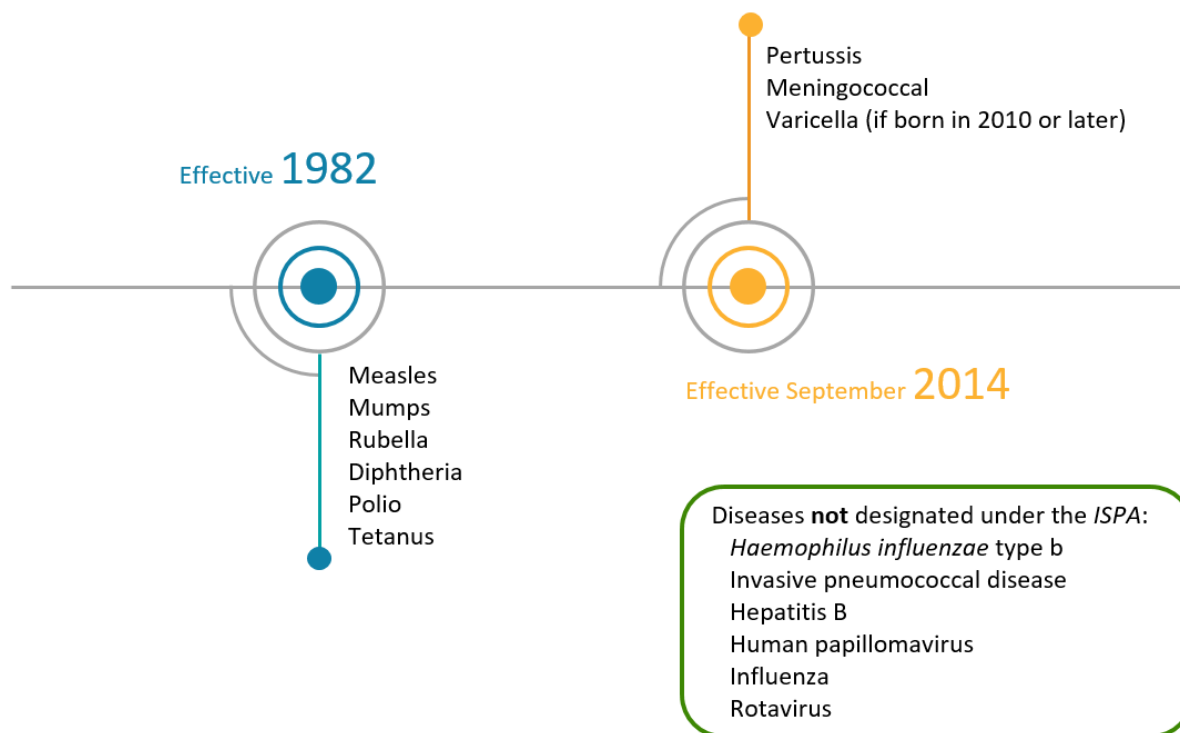 Effective 1982
Measles
Mumps
Rubella
Diphtheria
Polio
Tetanus
Pertussis
Meningococcal
Varicella (if born in 2010 or later)
Effective September 2014
Diseases not designated under the ISPA:
Haemophilus influenzae type b
Invasive pneumococcal disease
Hepatitis B
Human papillomavirus
Influenza
Rotavirus